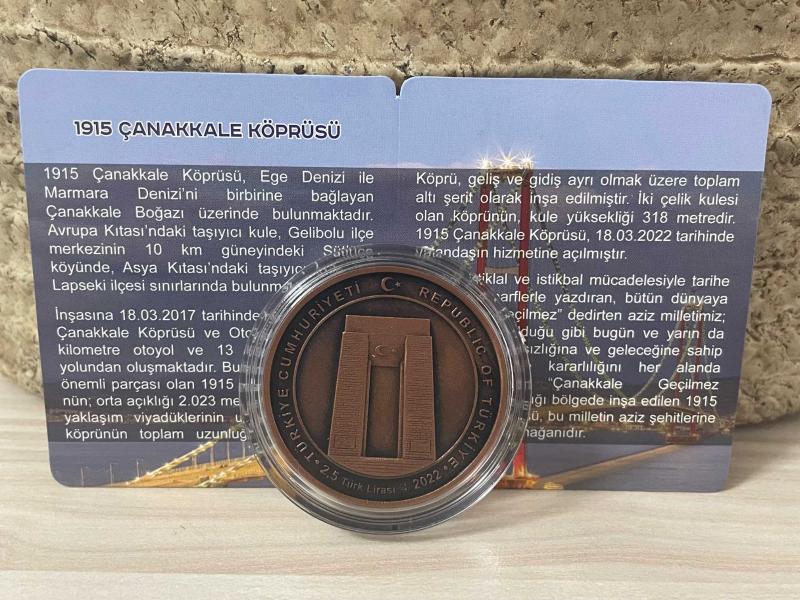 1915 ÇANAKKALE KÖPRÜSÜ
1915 Çanakkale Köprüsü, Ege Denizi ile
Marmara Denizi'ni birbirine bağlayan
Çanakkale Boğazı üzerinde bulunmaktadır.
Avrupa Kıtası'ndaki taşıyıcı kule, Gelibolu ilçe
merkezinin 10 km güneyindeki Sütlüce
köyünde, Asya Kıtası'ndaki taşıyıcı
Lapseki ilçesi sınırlarında
İnşasına 18.03.2017 tarihinde
Çanakkale Köprüsü ve
kilometre otoyol ve 13
yolundan oluşmaktadır.
önemli parçası olan 1915
nün; orta açıklığı 2.023
yaklaşım viyadüklerinin
köprünün toplam
Köprü, geliş ve gidiş ayrı olmak üzere toplam
altı şerit olarak inşa edilmiştir. İki çelik kulesi
olan köprünün, kule yüksekliği 318 metredir.
1915 Çanakkale Köprüsü, 18.03.2022 tarihinde
vatandaşın hizmetine açılmıştır.
istiklal ve istikbal mücadelesiyle tarihe
harflerle yazdıran, bütün dünyaya
dedirten aziz milletimiz;
gibi bugün ve yarın da
ve geleceğine sahip
kararlılığını her alanda
"Çanakkale Geçilmez
bölgede inşa edilen 1915
bu milletin aziz şehitlerine
TÜRKİYE CUMHURİYETİ
REPUBLIC OF TÜRKİYE
2,5 Türk Lirası
2022